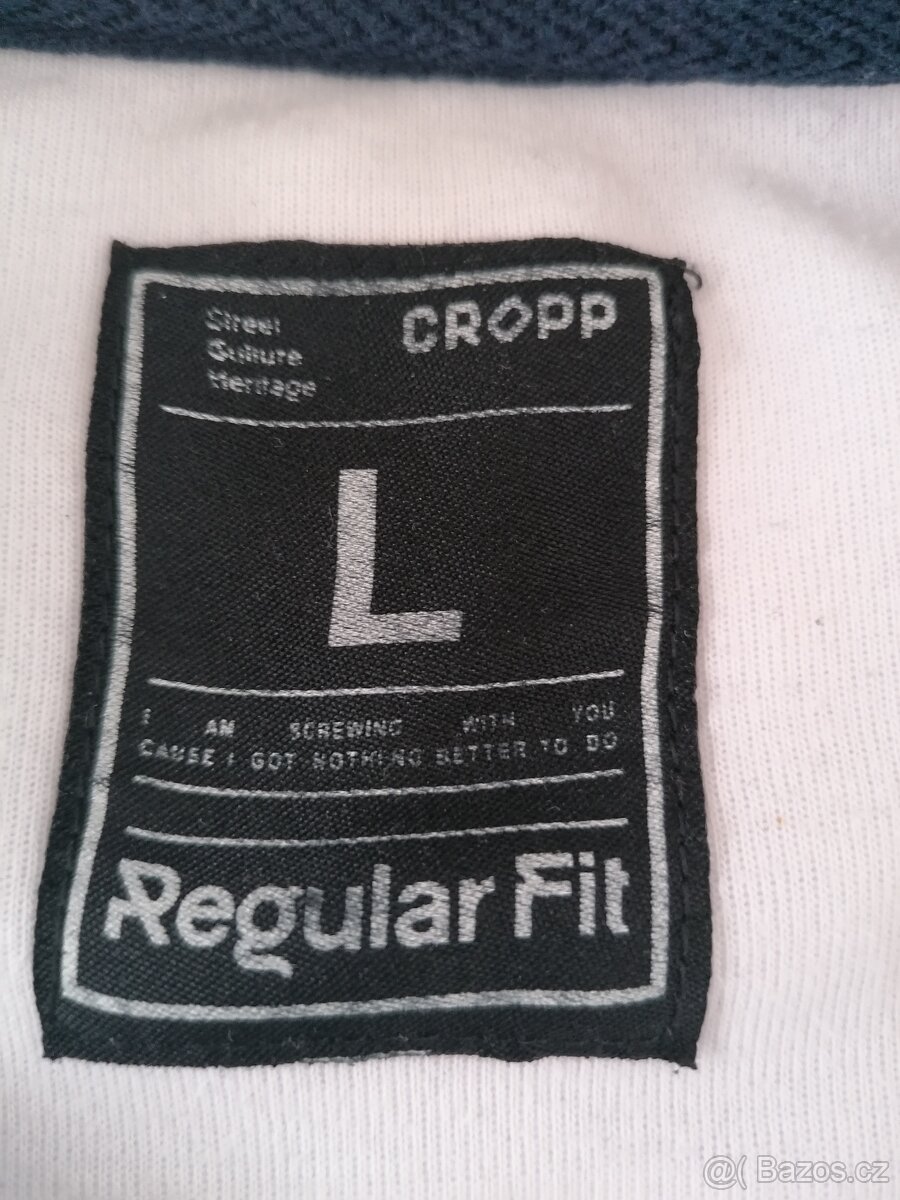 Street
Culture
Heritage
CROPP
L
I AM SCREWING WITH YOU
CAUSE I GOT NOTHING BETTER TO DO
Regular Fit
@( Bazos.cz